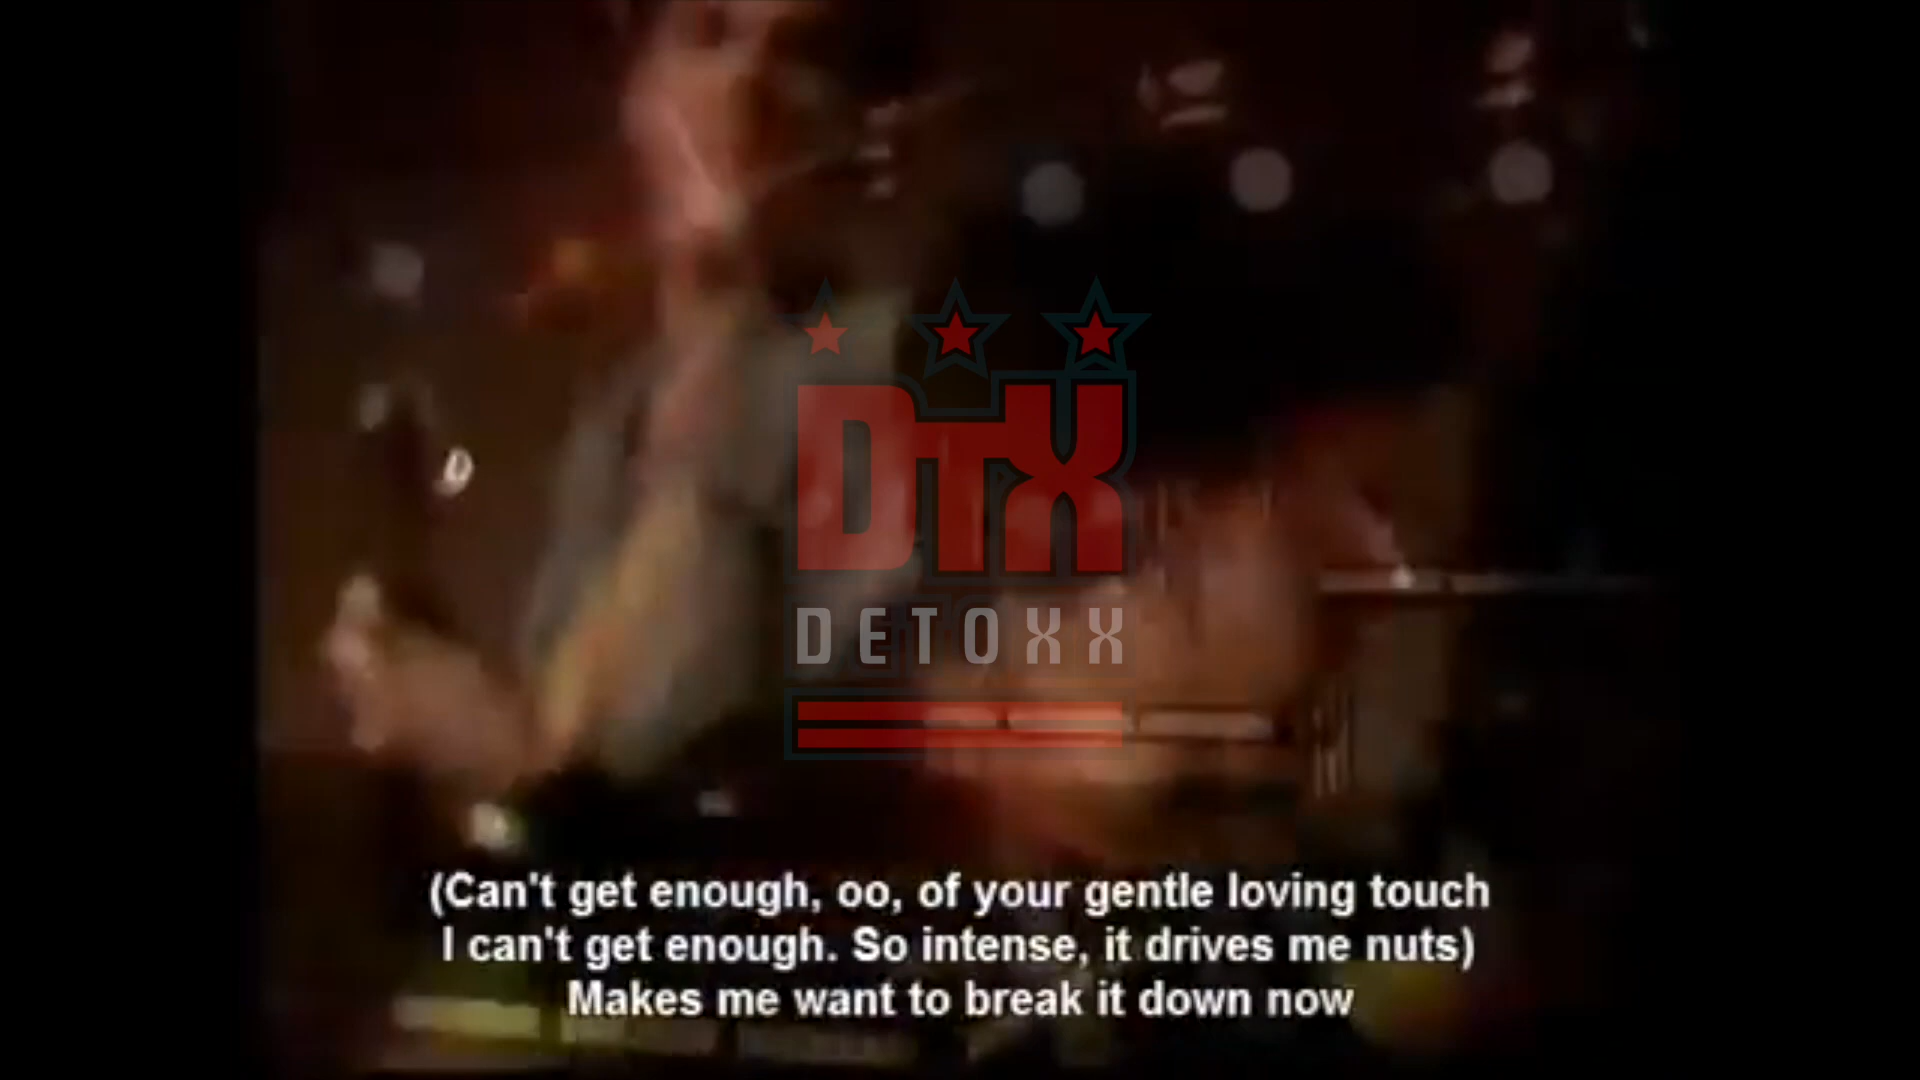 DTX
DETOXX
(Can't get enough, oo, of your gentle loving touch
I can't get enough. So intense, it drives me nuts)
Makes me want to break it down now